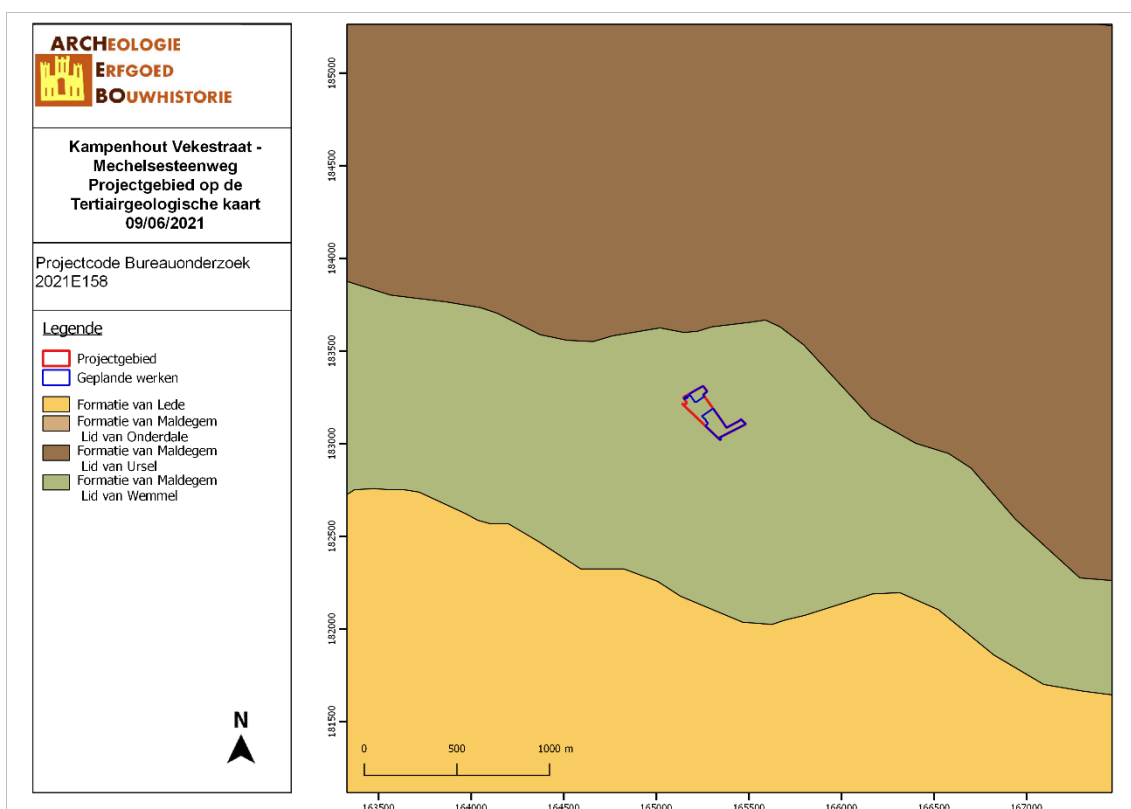 ARCHEOLOGIE
ERFGOED
BOUWHISTORIE
Kampenhout Vekestraat -
Mechelsesteenweg
Projectgebied op de
Tertiairgeologische kaart
09/06/2021
Projectcode Bureauonderzoek
2021E158
Legende
Projectgebied
Geplande werken
Formatie van Lede
Formatie van Maldegem
Lid van Onderdale
Formatie van Maldegem
Lid van Ursel
Formatie van Maldegem
Lid van Wemmel
N
185000
184500
184000
183500
183000
182500
182000
181500
0 500 1000 m
163500 164000 164500 165000 165500 166000 166500 167000